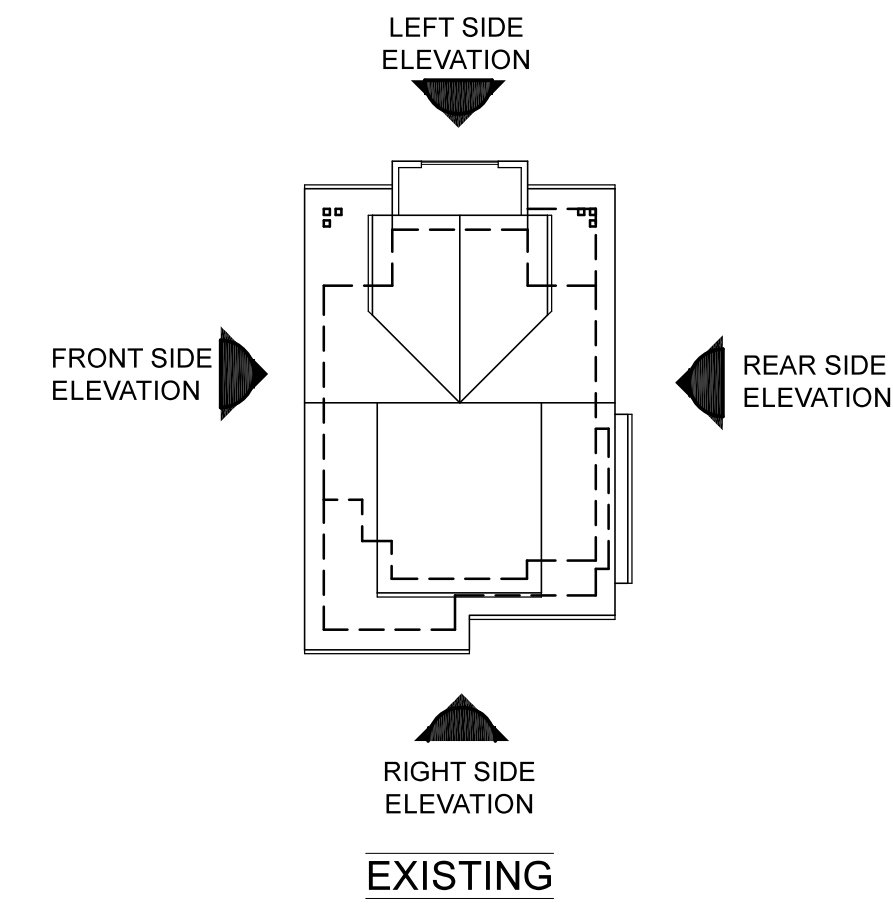 LEFT SIDE
ELEVATION
FRONT SIDE
ELEVATION
REAR SIDE
ELEVATION
RIGHT SIDE
ELEVATION
EXISTING